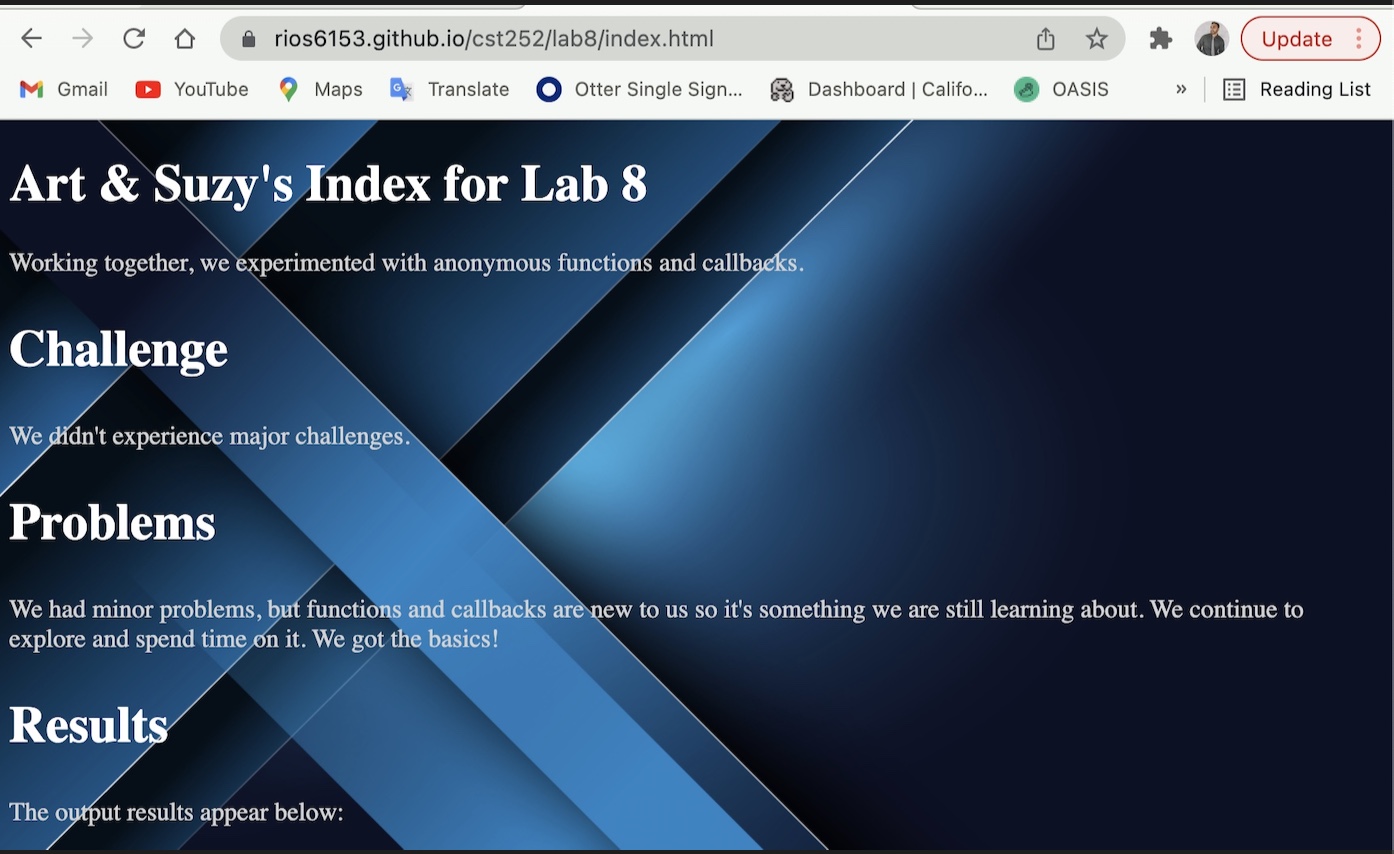 rios6153.github.io/cst252/lab8/index.html
Update
Gmail
YouTube
Maps
Translate
Otter Single Sign...
Dashboard | Califo...
OASIS
»
Reading List
Art & Suzy's Index for Lab 8
Working together, we experimented with anonymous functions and callbacks.
Challenge
We didn't experience major challenges.
Problems
We had minor problems, but functions and callbacks are new to us so it's something we are still learning about. We continue to
explore and spend time on it. We got the basics!
Results
The output results appear below: